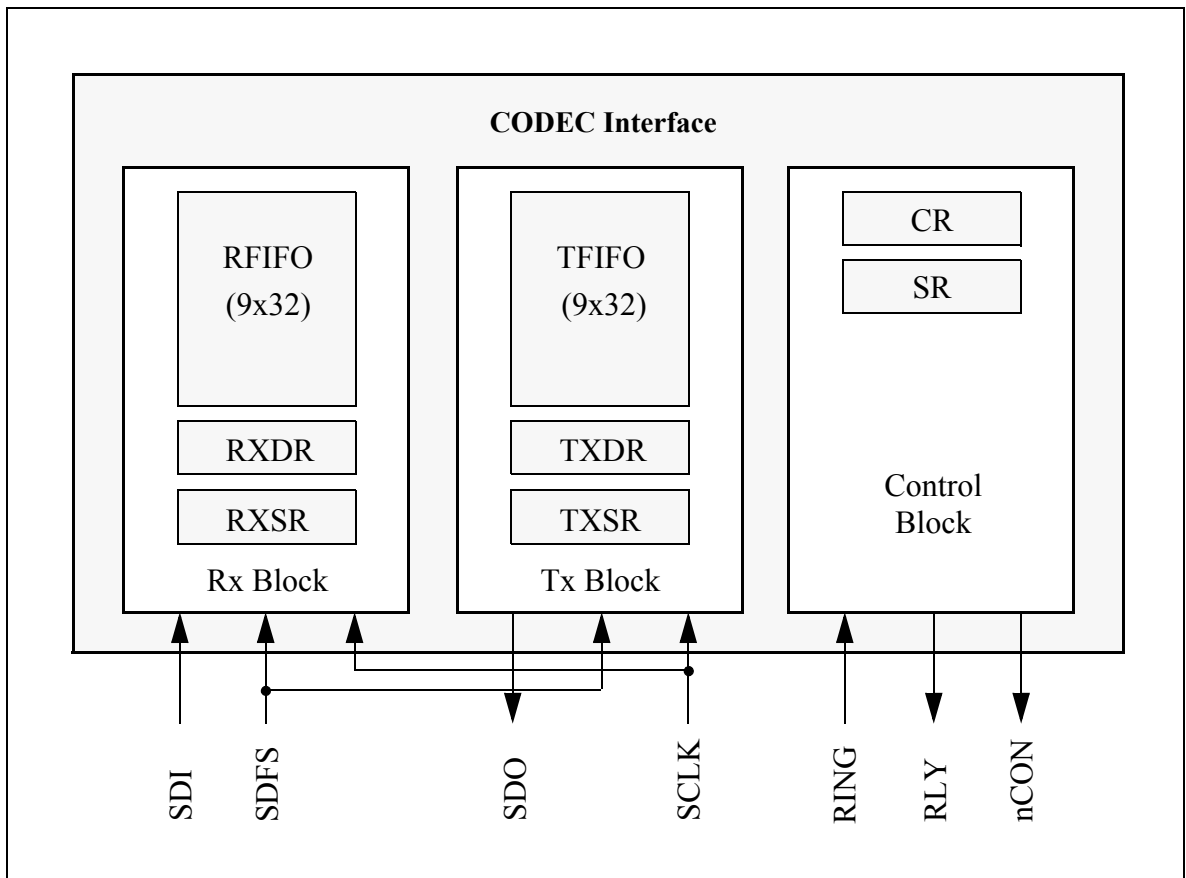 CODEC Interface
RFIFO
(9x32)
RXDR
RXSR
Rx Block
TFIFO
(9x32)
TXDR
TXSR
Tx Block
CR
SR
Control
Block
SDI
SDFS
SDO
SCLK
RING
RLY
nCON